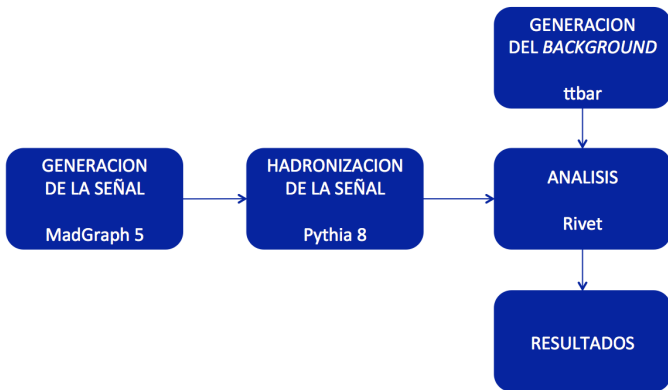 GENERACION
DEL BACKGROUND
ttbar
GENERACION
DE LA SEÑAL
MadGraph 5
HADRONIZACION
DE LA SEÑAL
Pythia 8
ANALISIS
Rivet
RESULTADOS